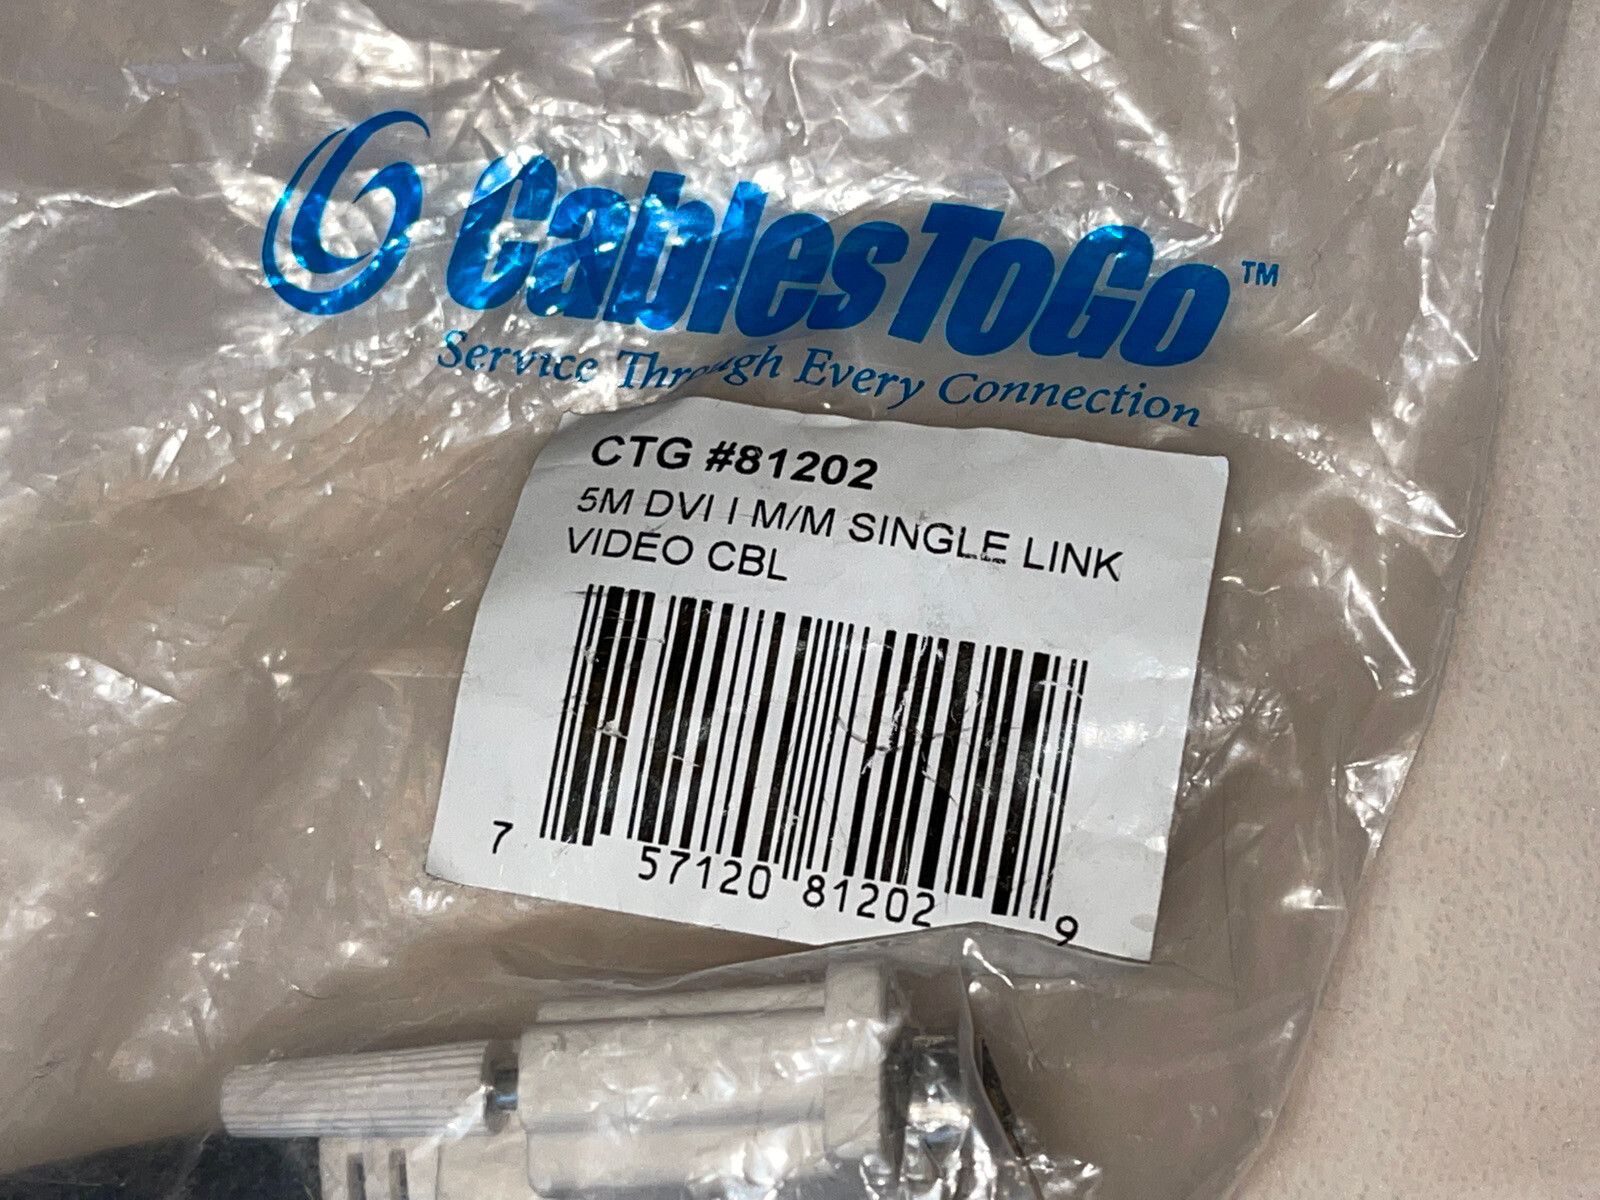 CablesToGo™
Service Through Every Connection
CTG #81202
5M DVI I M/M SINGLE LINK
VIDEO CBL
7 57120 81202 9